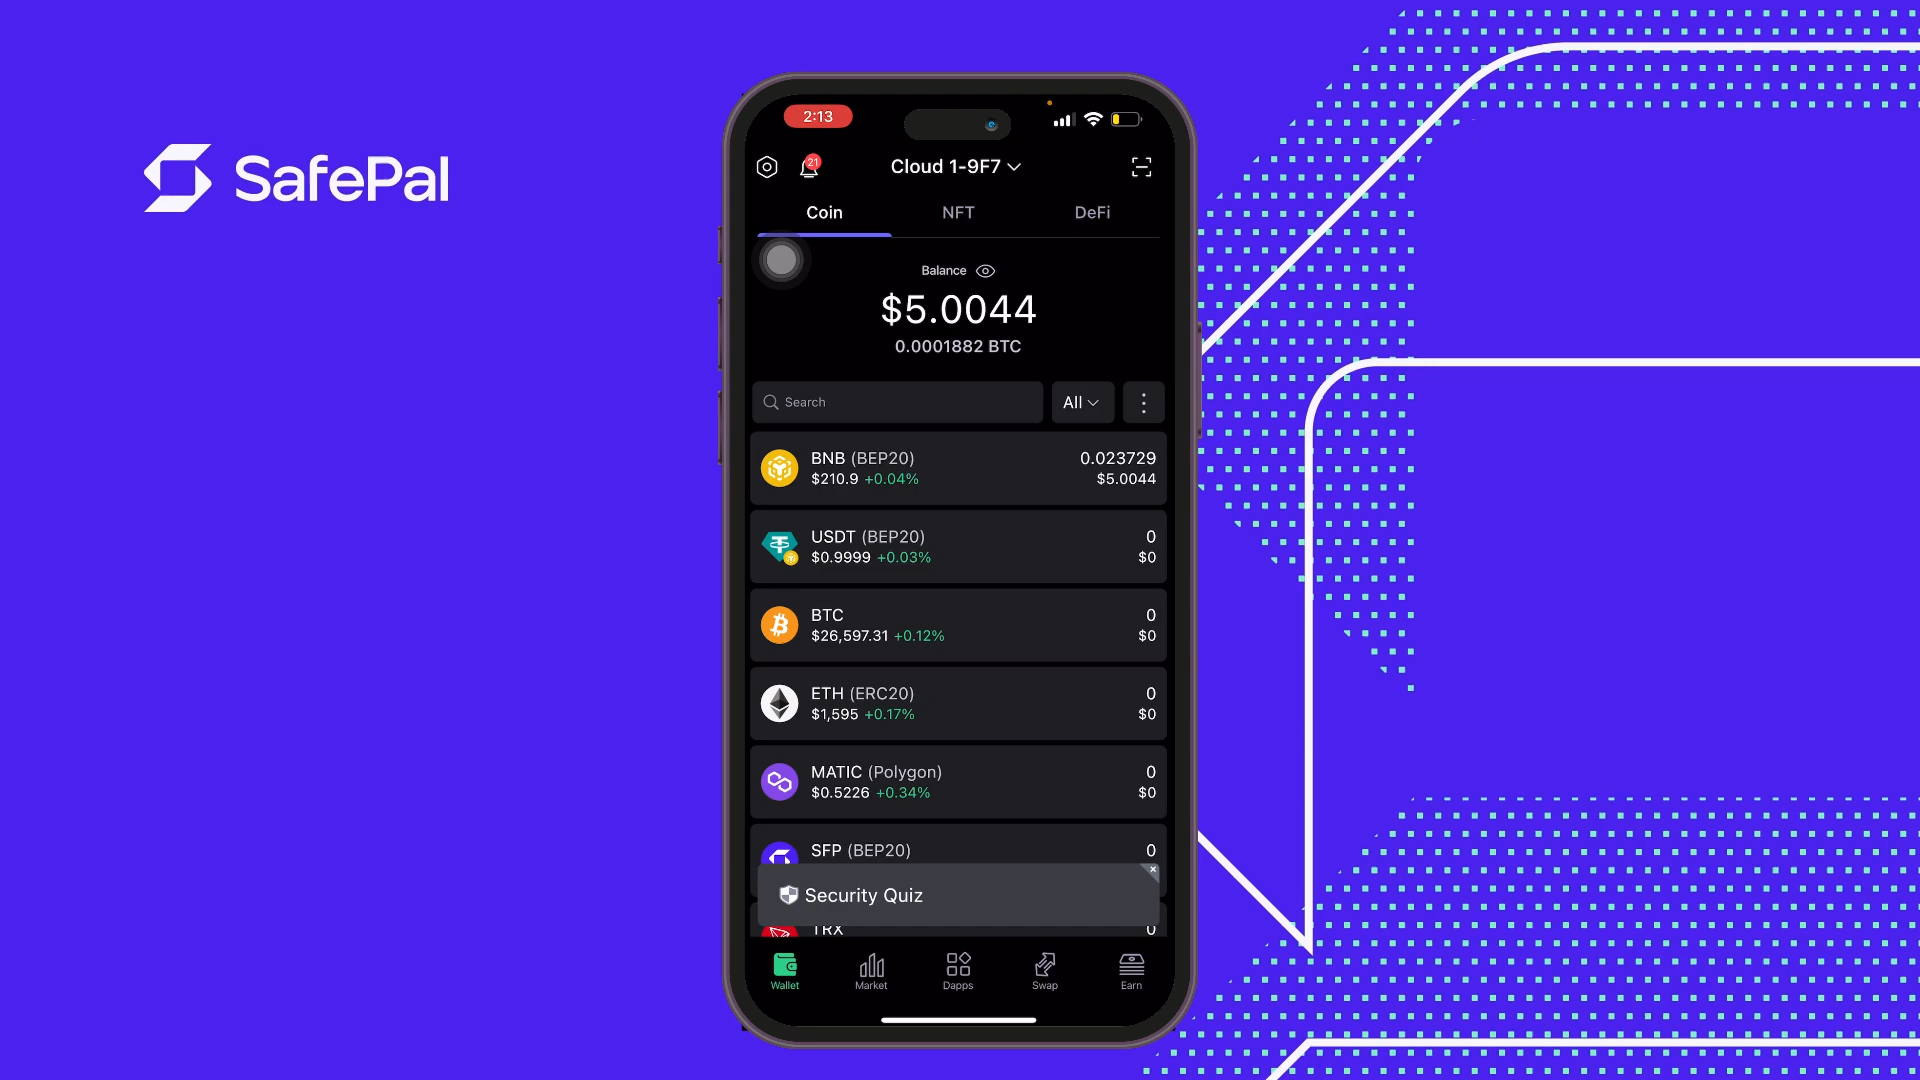 SafePal
2:13
21
Cloud 1-9F7
Coin
NFT
DeFi
Balance
$5.0044
0.0001882 BTC
Search
All
BNB (BEP20)
0.023729
$210.9 +0.04%
$5.0044
USDT (BEP20)
0
$0.9999 +0.03%
$0
BTC
0
$26,597.31 +0.12%
$0
ETH (ERC20)
0
$1,595 +0.17%
$0
MATIC (Polygon)
0
$0.5226 +0.34%
$0
SFP (BEP20)
0
Security Quiz
TRX
0
Wallet
Market
Dapps
Swap
Earn